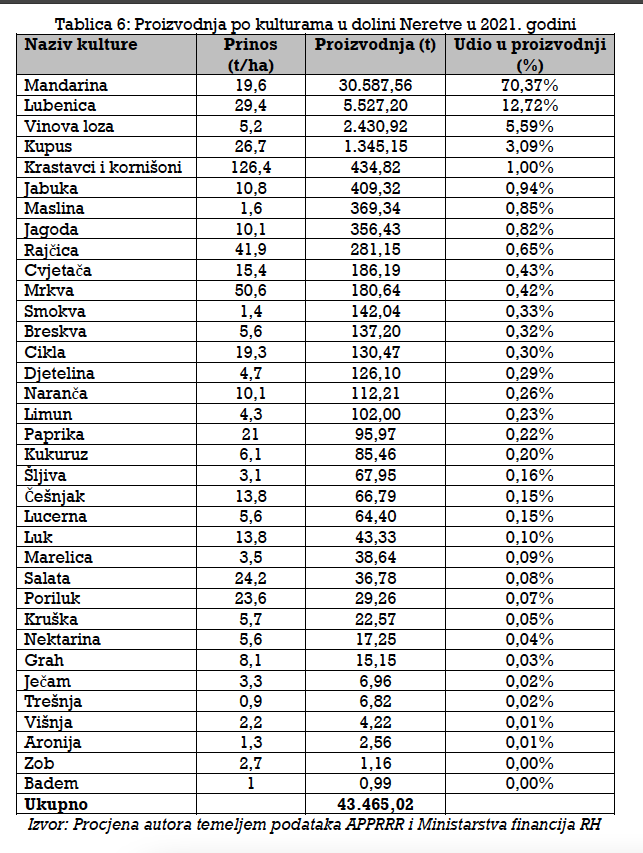 Tablica 6: Proizvodnja po kulturama u dolini Neretve u 2021. godini
Naziv kulture Prinos (t/ha) Proizvodnja (t) Udio u proizvodnji (%)
Mandarina 19,6 30.587,56 70,37%
Lubenica 29,4 5.527,20 12,72%
Vinova loza 5,2 2.430,92 5,59%
Kupus 26,7 1.345,15 3,09%
Krastavci i kornišoni 126,4 434,82 1,00%
Jabuka 10,8 409,32 0,94%
Maslina 1,6 369,34 0,85%
Jagoda 10,1 356,43 0,82%
Rajčica 41,9 281,15 0,65%
Cvjetača 15,4 186,19 0,43%
Mrkva 50,6 180,64 0,42%
Smokva 1,4 142,04 0,33%
Breskva 5,6 137,20 0,32%
Cikla 19,3 130,47 0,30%
Djetelina 4,7 126,10 0,29%
Naranča 10,1 112,21 0,26%
Limun 4,3 102,00 0,23%
Paprika 21 95,97 0,22%
Kukuruz 6,1 85,46 0,20%
Šljiva 3,1 67,95 0,16%
Češnjak 13,8 66,79 0,15%
Lucerna 5,6 64,40 0,15%
Luk 13,8 43,33 0,10%
Marelica 3,5 38,64 0,09%
Salata 24,2 36,78 0,08%
Poriluk 23,6 29,26 0,07%
Kruška 5,7 22,57 0,05%
Nektarina 5,6 17,25 0,04%
Grah 8,1 15,15 0,03%
Ječam 3,3 6,96 0,02%
Trešnja 0,9 6,82 0,02%
Višnja 2,2 4,22 0,01%
Aronija 1,3 2,56 0,01%
Zob 2,7 1,16 0,00%
Badem 1 0,99 0,00%
Ukupno 43.465,02
Izvor: Procjena autora temeljem podataka APPRRR i Ministarstva financija RH